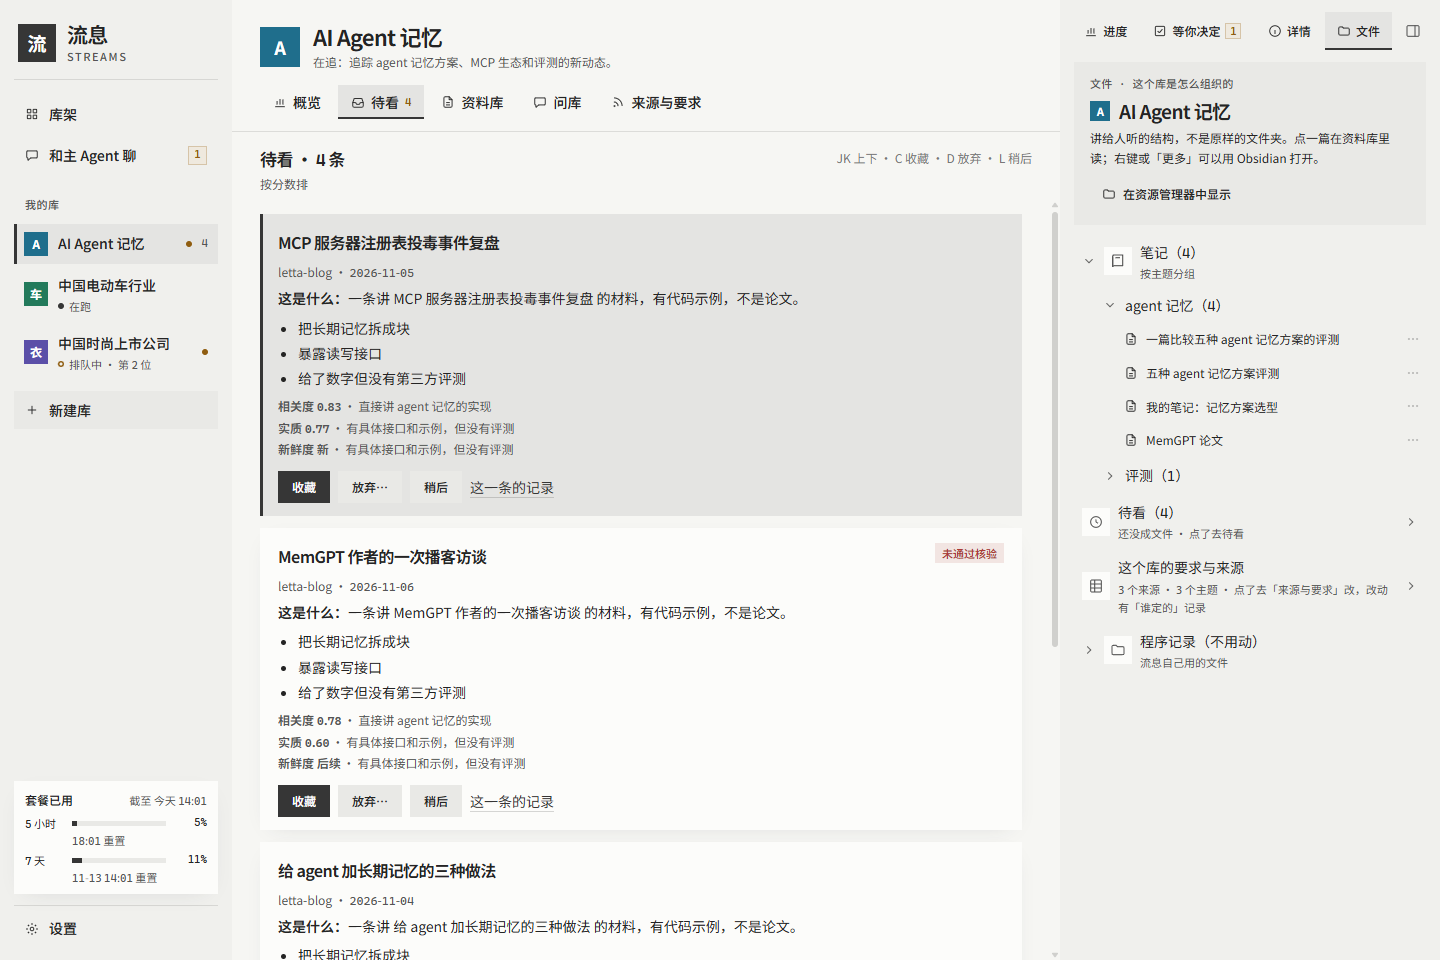 流
流息
STREAMS
库架
和主 Agent 聊
1
我的库
A
AI Agent 记忆
4
车
中国电动车行业
在跑
衣
中国时尚上市公司
排队中 · 第 2 位
新建库
套餐已用
截至 今天 14:01
5 小时
5%
18:01 重置
7 天
11%
11-13 14:01 重置
设置
A
AI Agent 记忆
在追：追踪 agent 记忆方案、MCP 生态和评测的新动态。
概览
待看 4
资料库
问库
来源与要求
待看 · 4 条
JK 上下 · C 收藏 · D 放弃 · L 稍后
按分数排
MCP 服务器注册表投毒事件复盘
letta-blog · 2026-11-05
这是什么：一条讲 MCP 服务器注册表投毒事件复盘 的材料，有代码示例，不是论文。
• 把长期记忆拆成块
• 暴露读写接口
• 给了数字但没有第三方评测
相关度 0.83 · 直接讲 agent 记忆的实现
实质 0.77 · 有具体接口和示例，但没有评测
新鲜度 新 · 有具体接口和示例，但没有评测
收藏
放弃…
稍后
这一条的记录
MemGPT 作者的一次播客访谈
未通过核验
letta-blog · 2026-11-06
这是什么：一条讲 MemGPT 作者的一次播客访谈 的材料，有代码示例，不是论文。
• 把长期记忆拆成块
• 暴露读写接口
• 给了数字但没有第三方评测
相关度 0.78 · 直接讲 agent 记忆的实现
实质 0.60 · 有具体接口和示例，但没有评测
新鲜度 后续 · 有具体接口和示例，但没有评测
收藏
放弃…
稍后
这一条的记录
给 agent 加长期记忆的三种做法
letta-blog · 2026-11-04
这是什么：一条讲 给 agent 加长期记忆的三种做法 的材料，有代码示例，不是论文。
• 把长期记忆拆成块
进度
等你决定 1
详情
文件
文件 · 这个库是怎么组织的
A
AI Agent 记忆
讲给人听的结构，不是原样的文件夹。点一篇在资料库里
读；右键或「更多」可以用 Obsidian 打开。
在资源管理器中显示
笔记（4）
按主题分组
agent 记忆（4）
一篇比较五种 agent 记忆方案的评测
五种 agent 记忆方案评测
我的笔记：记忆方案选型
MemGPT 论文
评测（1）
待看（4）
还没成文件 · 点了去待看
这个库的要求与来源
3 个来源 · 3 个主题 · 点了去「来源与要求」改，改动
有「谁定的」记录
程序记录（不用动）
流息自己用的文件